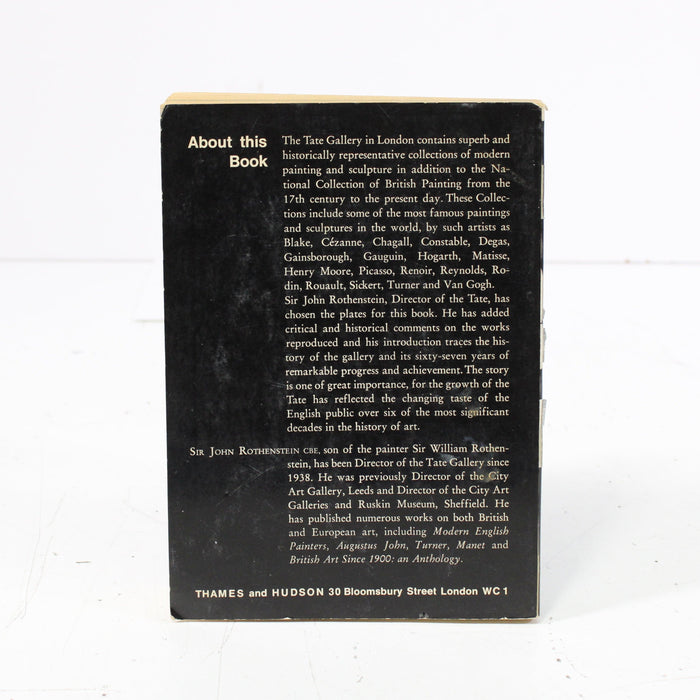 About this
Book
The Tate Gallery in London contains superb and
historically representative collections of modern
painting and sculpture in addition to the Na-
tional Collection of British Painting from the
17th century to the present day. These Collec-
tions include some of the most famous paintings
and sculptures in the world, by such artists as
Blake, Cézanne, Chagall, Constable, Degas,
Gainsborough, Gauguin, Hogarth, Matisse,
Henry Moore, Picasso, Renoir, Reynolds, Ro-
din, Rouault, Sickert, Turner and Van Gogh.
Sir John Rothenstein, Director of the Tate, has
chosen the plates for this book. He has added
critical and historical comments on the works
reproduced and his introduction traces the his-
tory of the gallery and its sixty-seven years of
remarkable progress and achievement. The story
is one of great importance, for the growth of the
Tate has reflected the changing taste of the
English public over six of the most significant
decades in the history of art.
SIR JOHN ROTHENSTEIN CBE, son of the painter Sir William Rothen-
stein, has been Director of the Tate Gallery since
1938. He was previously Director of the City
Art Gallery, Leeds and Director of the City Art
Galleries and Ruskin Museum, Sheffield. He
has published numerous works on both British
and European art, including Modern English
Painters, Augustus John, Turner, Manet and
British Art Since 1900: an Anthology.
THAMES and HUDSON 30 Bloomsbury Street London WC1